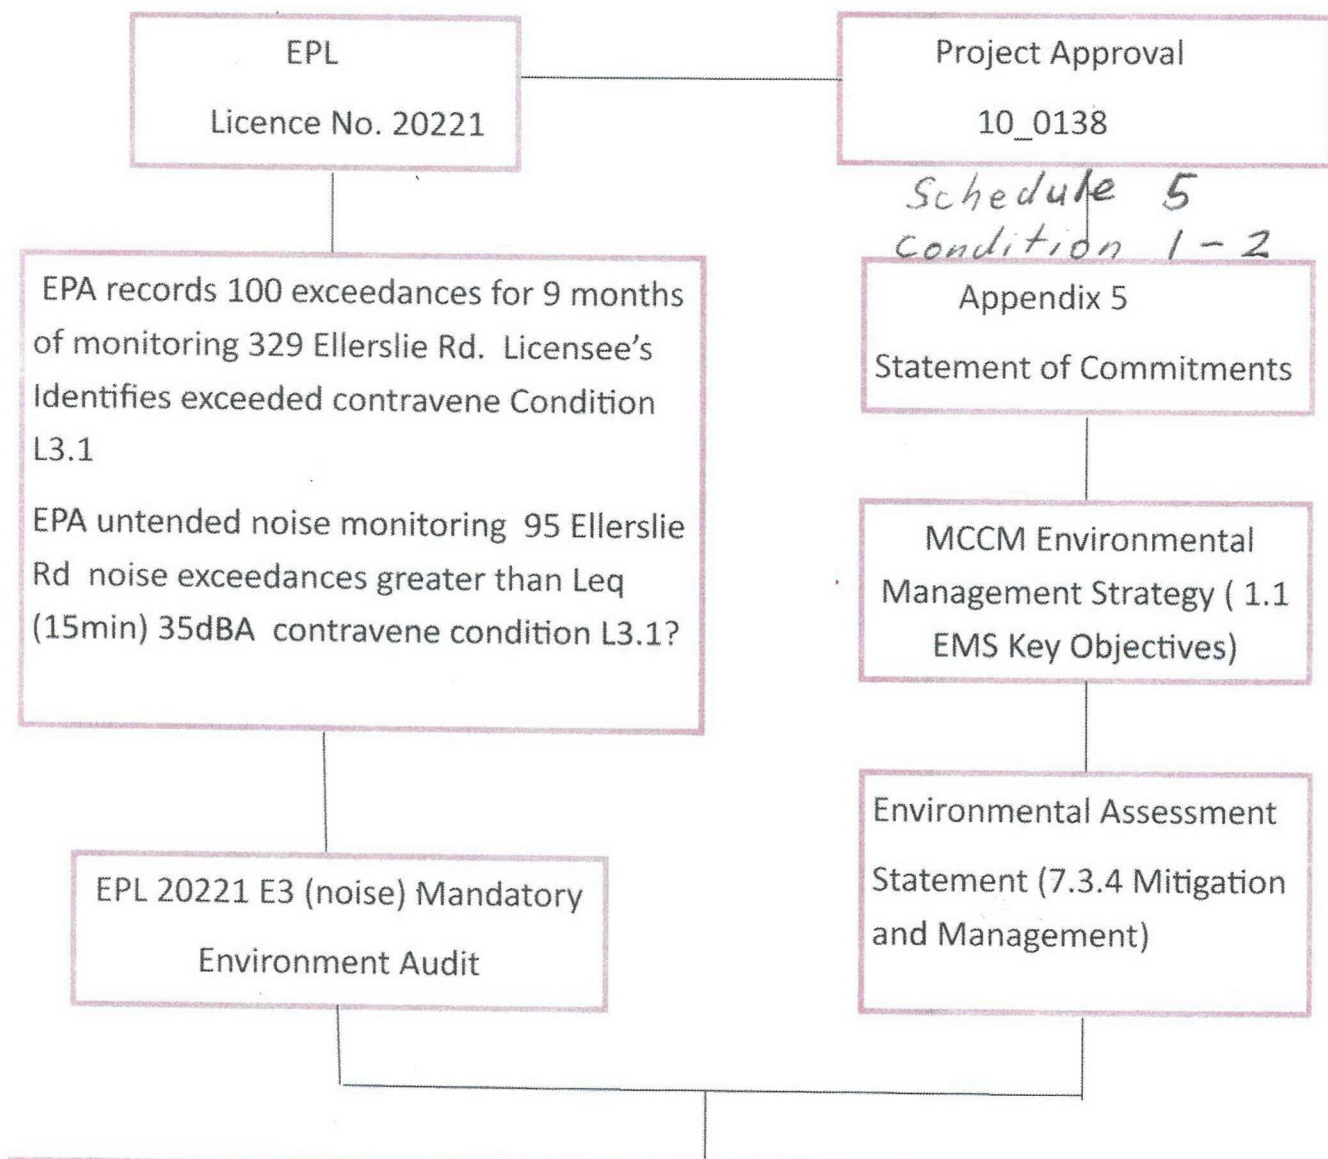 EPL
Licence No. 20221
Project Approval
10_0138
Schedule 5
Condition 1-2
EPA records 100 exceedances for 9 months
of monitoring 329 Ellerslie Rd. Licensee's
Identifies exceeded contravene Condition
L3.1
EPA untended noise monitoring 95 Ellerslie
Rd noise exceedances greater than Leq
(15min) 35dBA contravene condition L3.1?
Appendix 5
Statement of Commitments
MCCM Environmental
Management Strategy ( 1.1
EMS Key Objectives)
EPL 20221 E3 (noise) Mandatory
Environment Audit
Environmental Assessment
Statement (7.3.4 Mitigation
and Management)